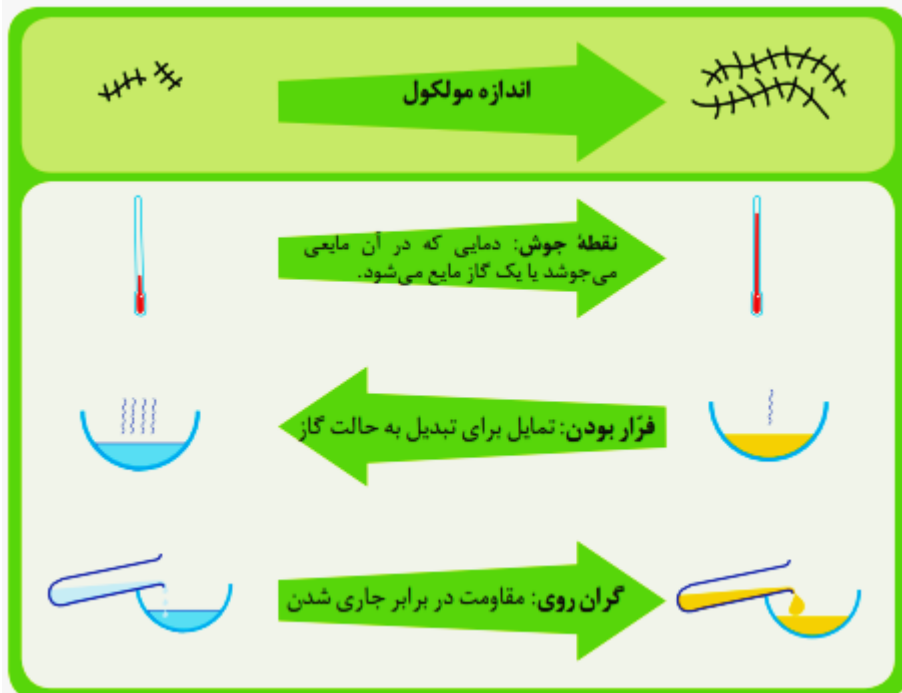 اندازه مولکول
نقطهٔ جوش: دمایی که در آن مایعی
می‌جوشد یا یک گاز مایع می‌شود.
فرّار بودن: تمایل برای تبدیل به حالت گاز
گران روی: مقاومت در برابر جاری شدن